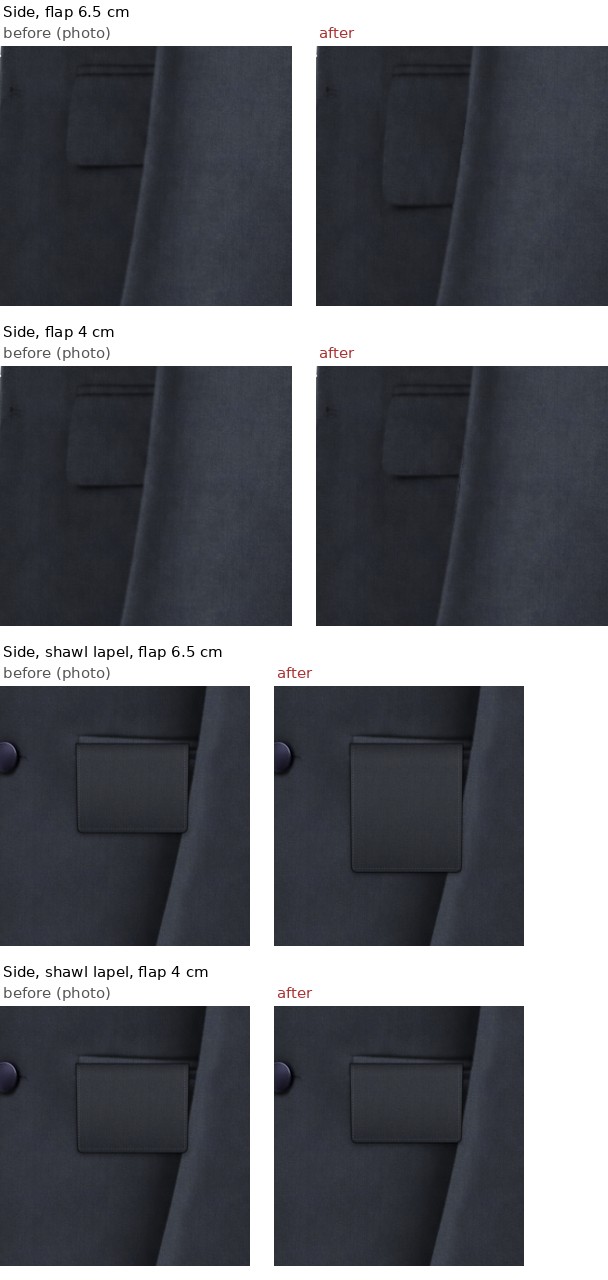 Side, flap 6.5 cm
before (photo)
after
Side, flap 4 cm
before (photo)
after
Side, shawl lapel, flap 6.5 cm
before (photo)
after
Side, shawl lapel, flap 4 cm
before (photo)
after